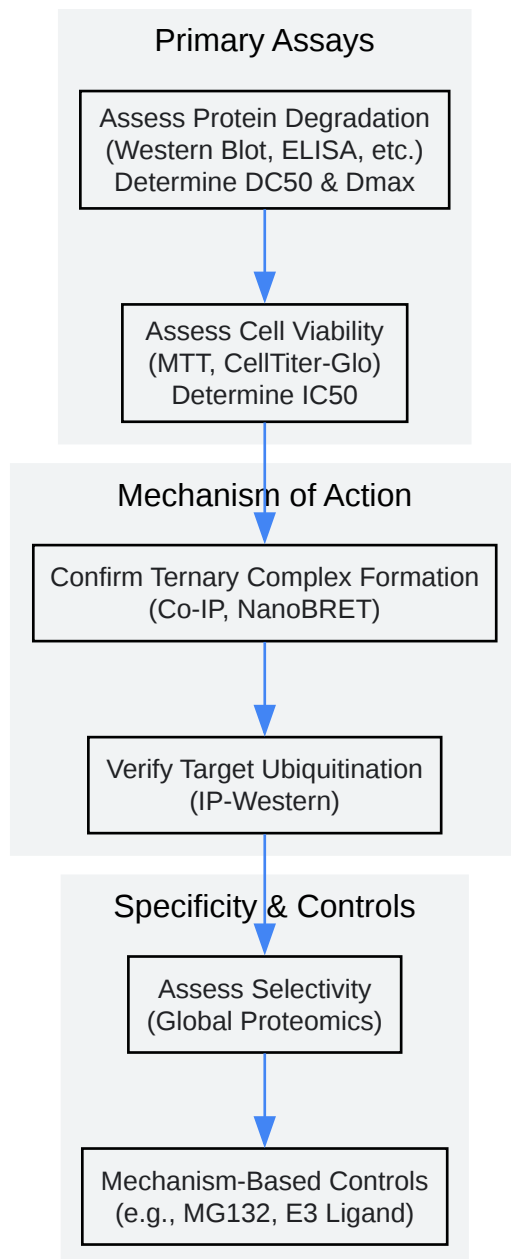 Primary Assays
Assess Protein Degradation
(Western Blot, ELISA, etc.)
Determine DC50 & Dmax
Assess Cell Viability
(MTT, CellTiter-Glo)
Determine IC50
Mechanism of Action
Confirm Ternary Complex Formation
(Co-IP, NanoBRET)
Verify Target Ubiquitination
(IP-Western)
Specificity & Controls
Assess Selectivity
(Global Proteomics)
Mechanism-Based Controls
(e.g., MG132, E3 Ligand)